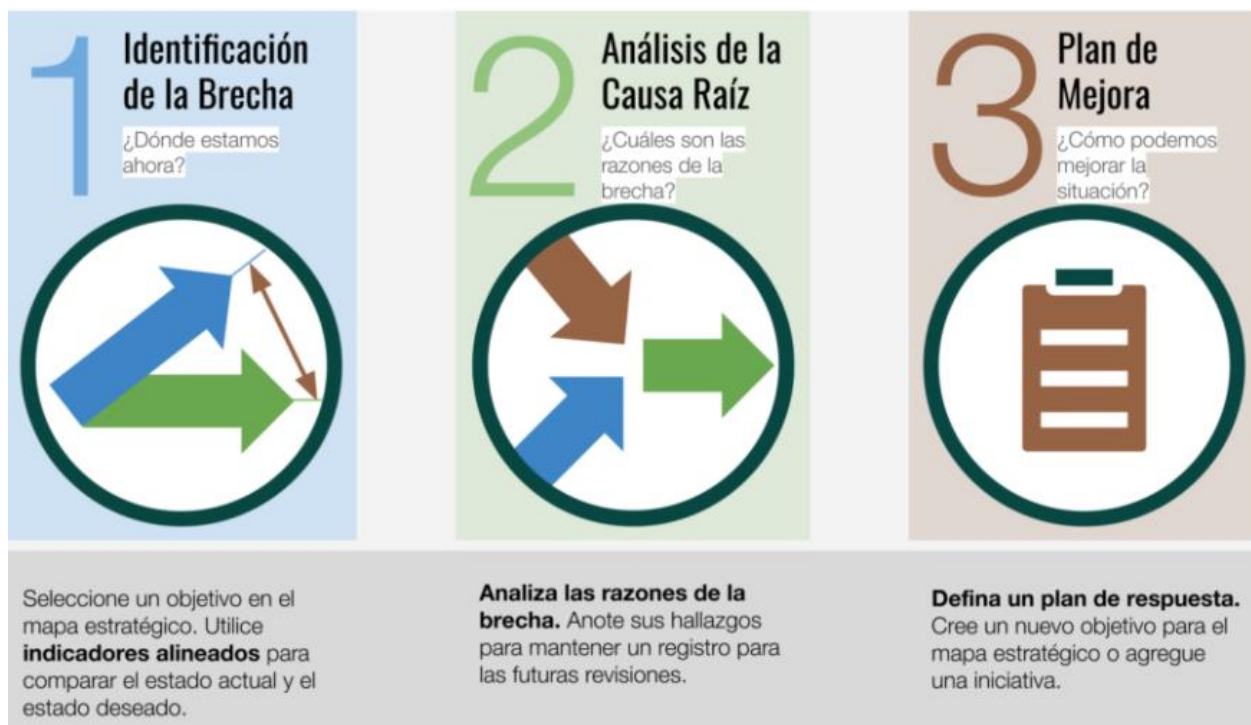 1
Identificación
de la Brecha
¿Dónde estamos
ahora?
Seleccione un objetivo en el
mapa estratégico. Utilice
indicadores alineados para
comparar el estado actual y el
estado deseado.
2
Análisis de la
Causa Raíz
¿Cuáles son las
razones de la
brecha?
Analiza las razones de la
brecha. Anote sus hallazgos
para mantener un registro para
las futuras revisiones.
3
Plan de
Mejora
¿Cómo podemos
mejorar la
situación?
Defina un plan de respuesta.
Cree un nuevo objetivo para el
mapa estratégico o agregue
una iniciativa.